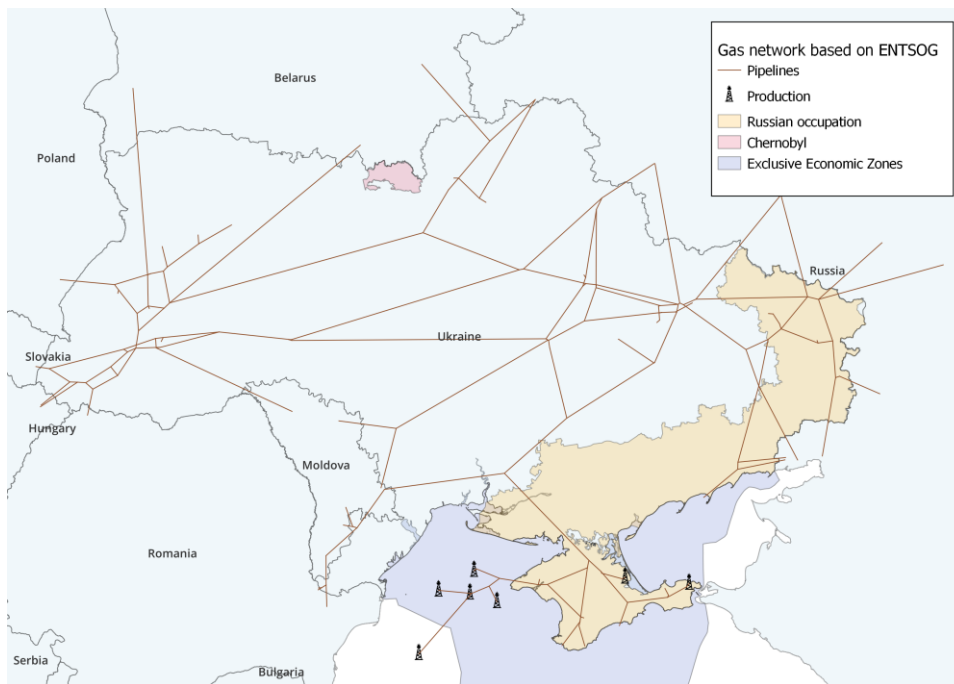 Gas network based on ENTSOG
Pipelines
Production
Russian occupation
Chernobyl
Exclusive Economic Zones
Belarus
Poland
Russia
Ukraine
Slovakia
Hungary
Moldova
Romania
Serbia
Bulgaria